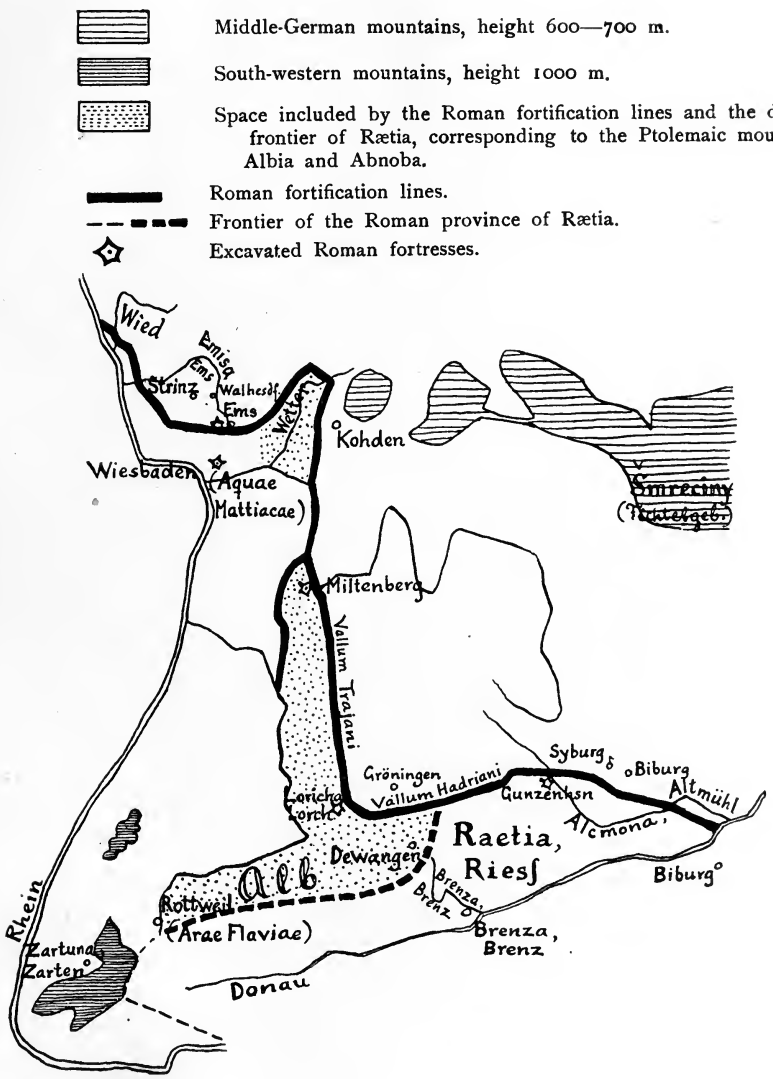 Middle-German mountains, height 600—700 m.
South-western mountains, height 1000 m.
Space included by the Roman fortification lines and the d
frontier of Rætia, corresponding to the Ptolemaic mou
Albia and Abnoba.
Roman fortification lines.
Frontier of the Roman province of Rætia.
Excavated Roman fortresses.
Wied
Emisa
Ems
Strinz
Walhesdf.
Ems
Wetter
Kohden
Wiesbaden
(Aquae
Mattiacae)
Smreciny
Miltenberg
Vallum Trajani
Gröningen
Vallum Hadriani
Syburg
Biburg
Gunzenhsn
Altmühl
Alcmona,
Loricha
Lorch
Dewangen
Raetia,
Ries
Biburg
Alb
Brenza,
Brenz
Brenza,
Brenz
Rottweil
(Arae Flaviae)
Rhein
Zartuna
Zarten
Donau